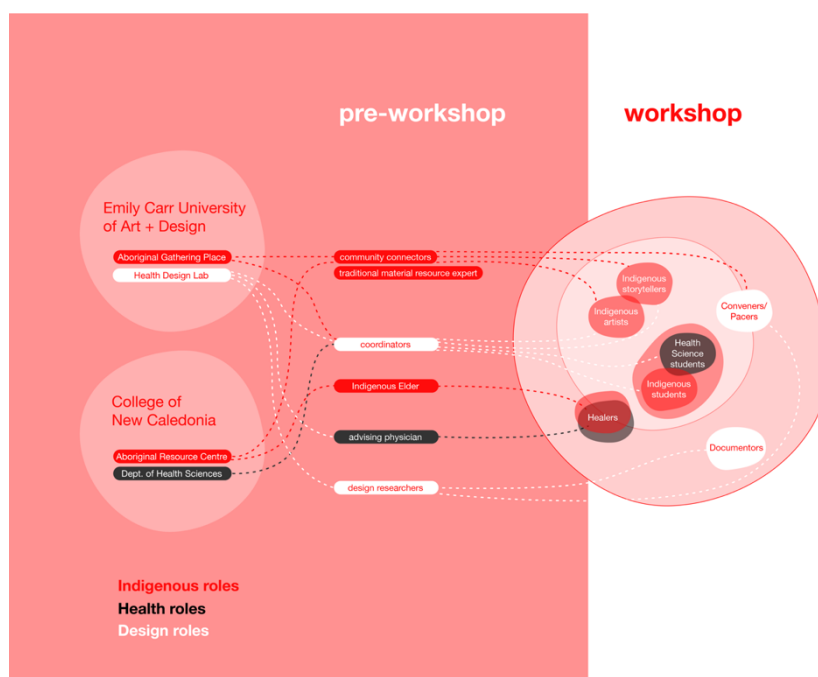 pre-workshop
workshop
Emily Carr University
of Art + Design
Aboriginal Gathering Place
Health Design Lab
College of
New Caledonia
Aboriginal Resource Centre
Dept. of Health Sciences
community connectors
traditional material resource expert
coordinators
Indigenous Elder
advising physician
design researchers
Indigenous
storytellers
Indigenous
artists
Conveners/
Pacers
Health
Science
students
Indigenous
students
Healers
Documentors
Indigenous roles
Health roles
Design roles